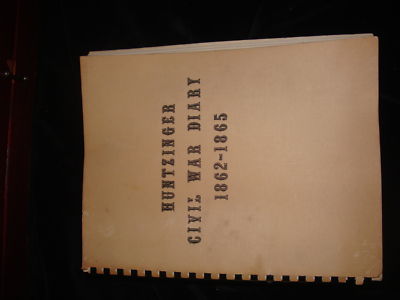 HUNTZINGER
CIVIL WAR DIARY
1862-1865